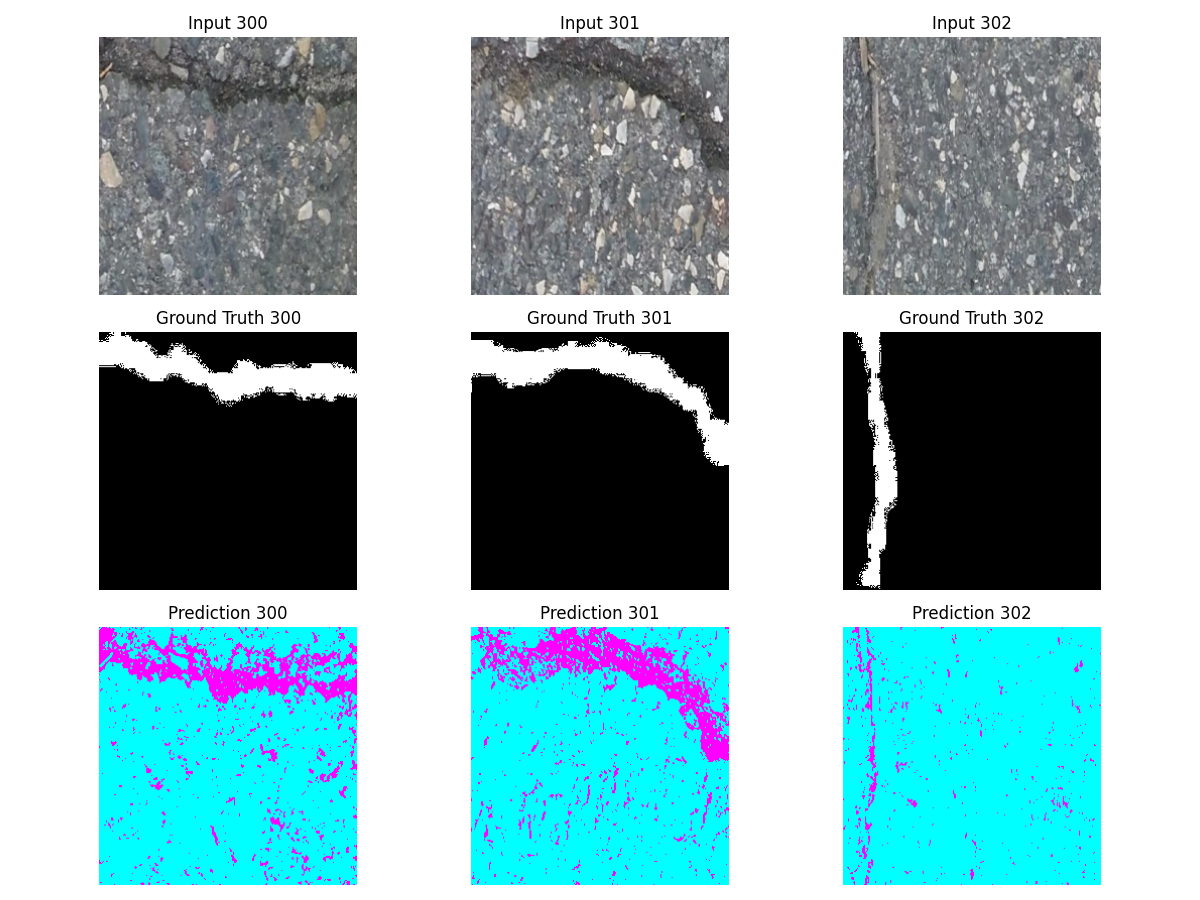 Input 300
Input 301
Input 302
Ground Truth 300
Ground Truth 301
Ground Truth 302
Prediction 300
Prediction 301
Prediction 302